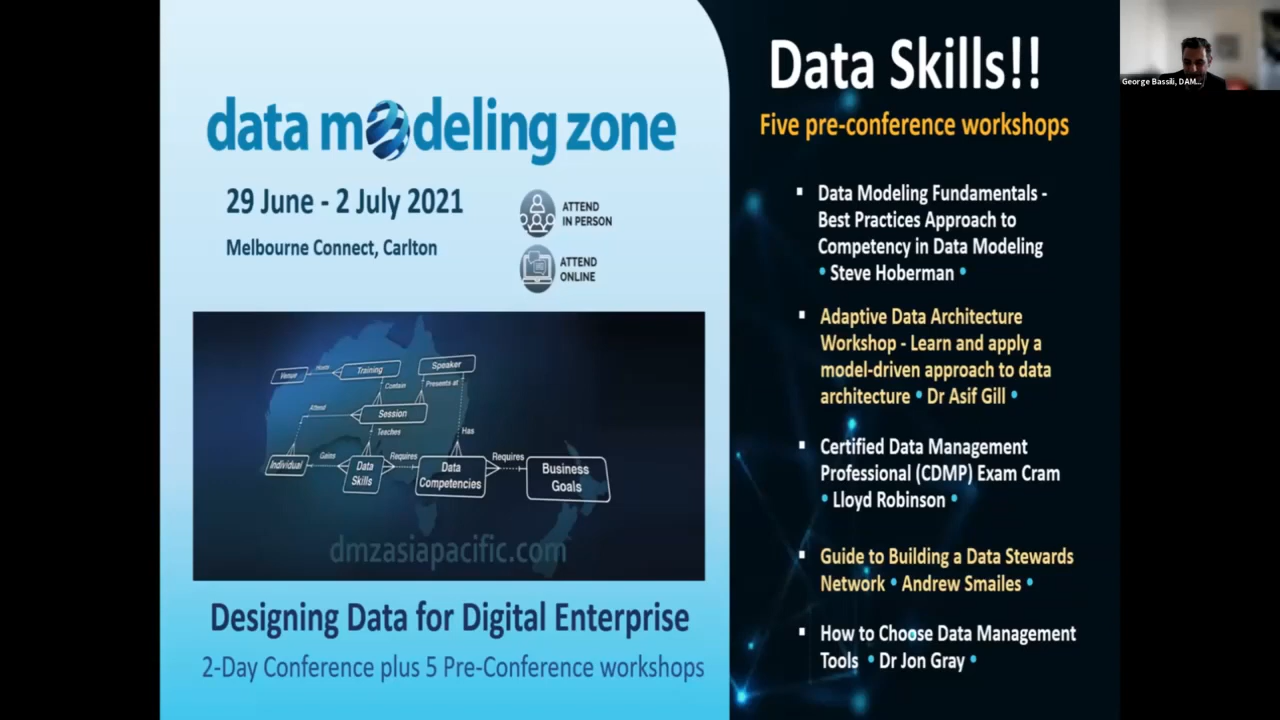 data modeling zone
29 June - 2 July 2021
Melbourne Connect, Carlton
ATTEND
IN PERSON
ATTEND
ONLINE
Venue
Hosts
Training
Speaker
Contain
Presents at
Attend
Session
Teaches
Has
Individual
Gains
Data
Skills
Requires
Data
Competencies
Requires
Business
Goals
dmzasiapacific.com
Designing Data for Digital Enterprise
2-Day Conference plus 5 Pre-Conference workshops
Data Skills!!
Five pre-conference workshops
▪ Data Modeling Fundamentals -
Best Practices Approach to
Competency in Data Modeling
• Steve Hoberman •
▪ Adaptive Data Architecture
Workshop - Learn and apply a
model-driven approach to data
architecture • Dr Asif Gill •
▪ Certified Data Management
Professional (CDMP) Exam Cram
• Lloyd Robinson •
▪ Guide to Building a Data Stewards
Network • Andrew Smailes •
▪ How to Choose Data Management
Tools • Dr Jon Gray •
George Bassili, DAM...